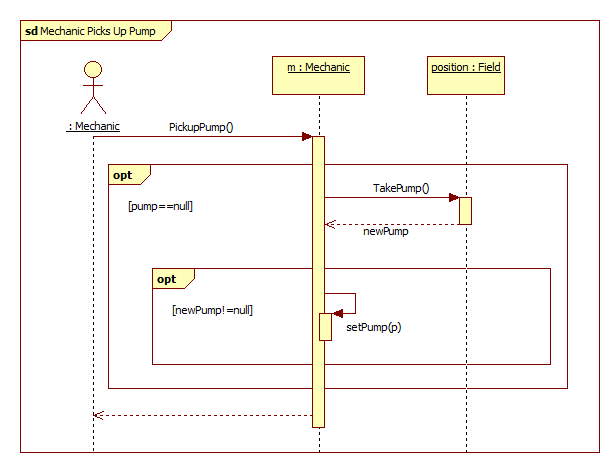 sd Mechanic Picks Up Pump
m : Mechanic
position : Field
: Mechanic
PickupPump()
opt
TakePump()
[pump==null]
newPump
opt
[newPump!=null]
setPump(p)